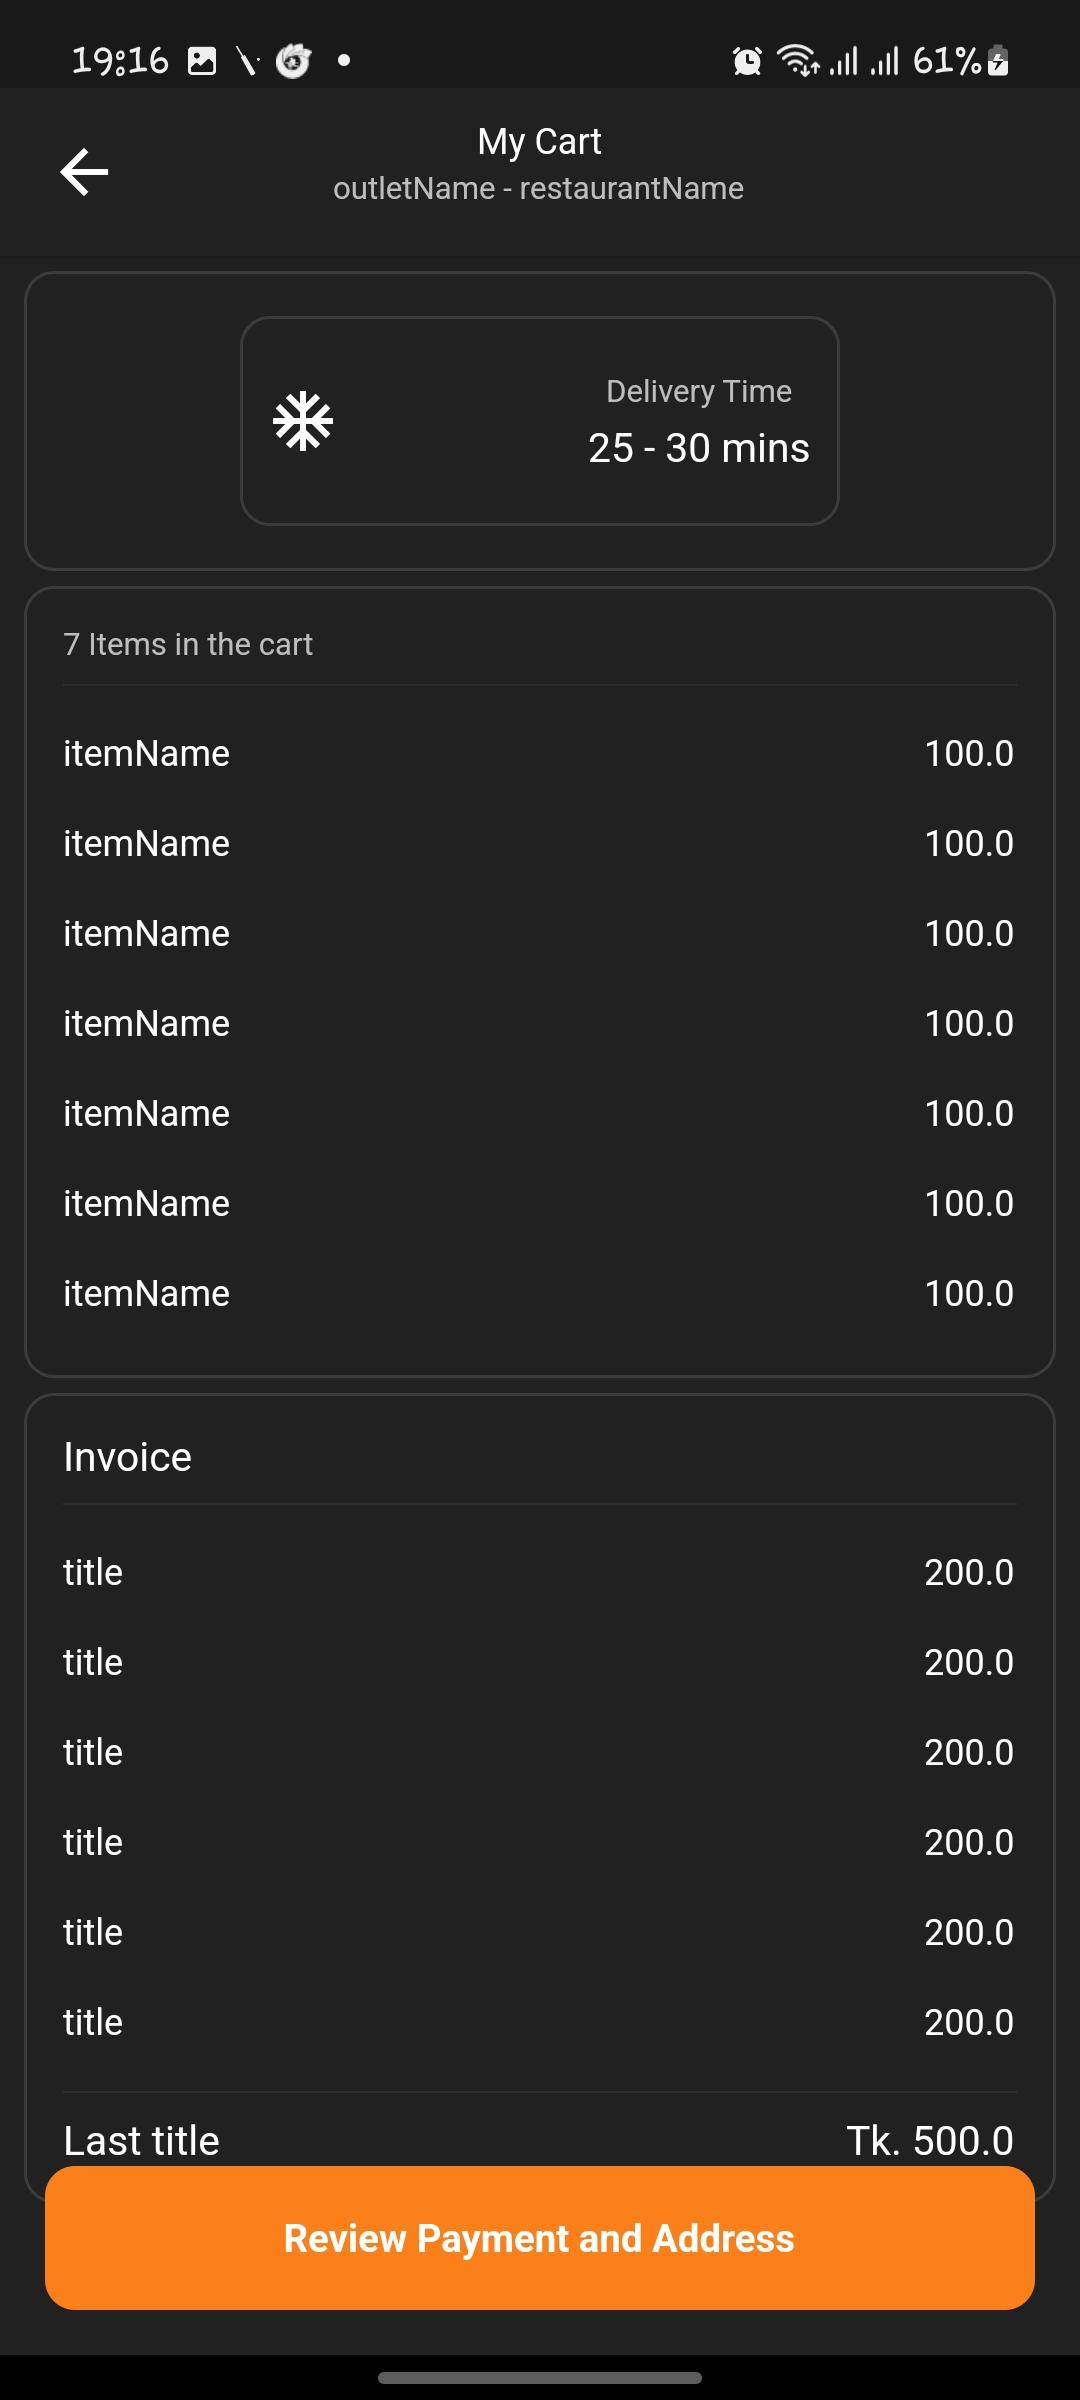 19:16 61%
My Cart
outletName - restaurantName
Delivery Time
25 - 30 mins
7 Items in the cart
itemName 100.0
itemName 100.0
itemName 100.0
itemName 100.0
itemName 100.0
itemName 100.0
itemName 100.0
Invoice
title 200.0
title 200.0
title 200.0
title 200.0
title 200.0
title 200.0
Last title Tk. 500.0
Review Payment and Address